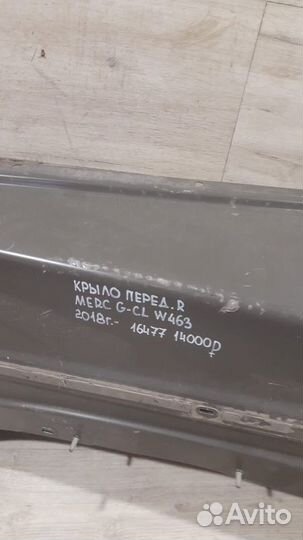 КРЫЛО ПЕРЕД. R
MERC G-CL W463
2018г.- 16477 14000р
Avito